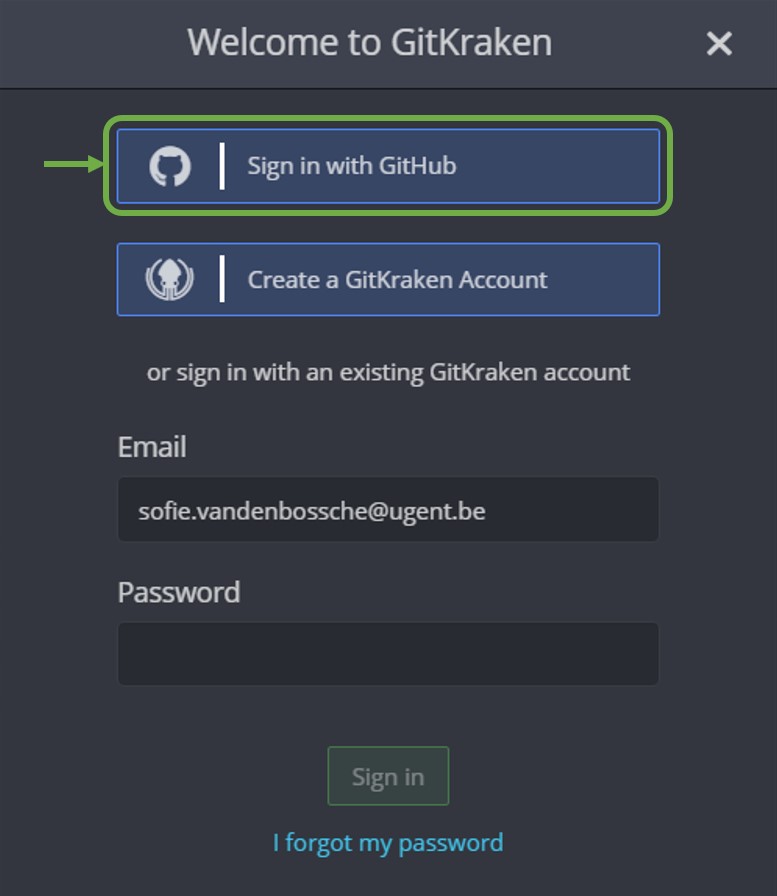 Welcome to GitKraken
Sign in with GitHub
Create a GitKraken Account
or sign in with an existing GitKraken account
Email
sofie.vandenbossche@ugent.be
Password
Sign in
I forgot my password